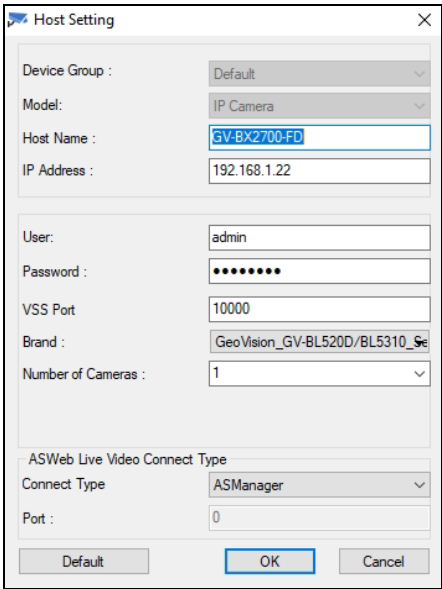 Host Setting
Device Group :
Default
Model:
IP Camera
Host Name :
GV-BX2700-FD
IP Address :
192.168.1.22
User:
admin
Password :
●●●●●●●●
VSS Port
10000
Brand :
GeoVision_GV-BL520D/BL5310_Se
Number of Cameras :
1
ASWeb Live Video Connect Type
Connect Type
ASManager
Port :
0
Default
OK
Cancel